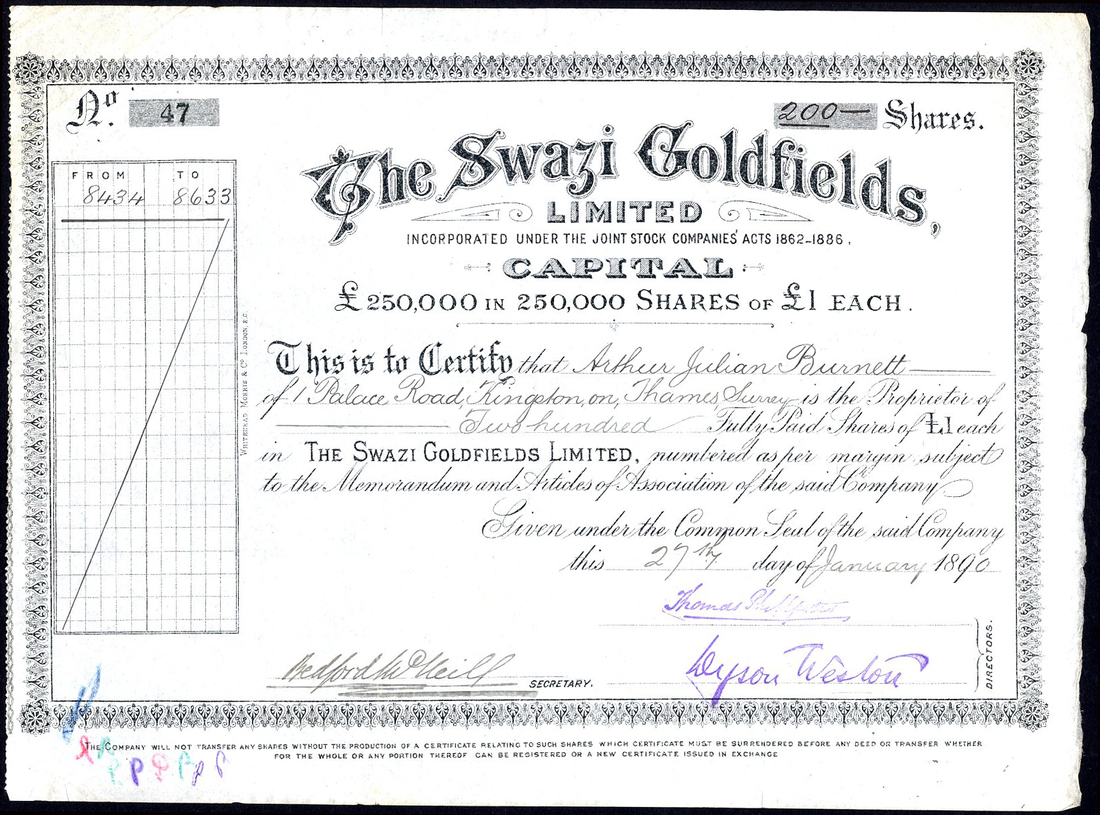 No. 47
200— Shares.
FROM TO
8434 8633
The Swazi Goldfields,
LIMITED
INCORPORATED UNDER THE JOINT STOCK COMPANIES' ACTS 1862-1886.
CAPITAL
£250,000 IN 250,000 SHARES OF £1 EACH.
This is to Certify that Arthur Julian Burnett
of 1 Palace Road, Kingston, on, Thames Surrey is the Proprietor of
Two hundred Fully Paid Shares of £1 each
in THE SWAZI GOLDFIELDS LIMITED, numbered as per margin subject
to the Memorandum and Articles of Association of the said Company
Given under the Common Seal of the said Company
this 27th day of January 1890
Thomas
Dyson Weston
DIRECTORS.
Bedford McNeill SECRETARY.
WHITEHEAD MORRIS & Co LONDON, E.C.
THE COMPANY WILL NOT TRANSFER ANY SHARES WITHOUT THE PRODUCTION OF A CERTIFICATE RELATING TO SUCH SHARES WHICH CERTIFICATE MUST BE SURRENDERED BEFORE ANY DEED OR TRANSFER WHETHER
FOR THE WHOLE OR ANY PORTION THEREOF CAN BE REGISTERED OR A NEW CERTIFICATE ISSUED IN EXCHANGE